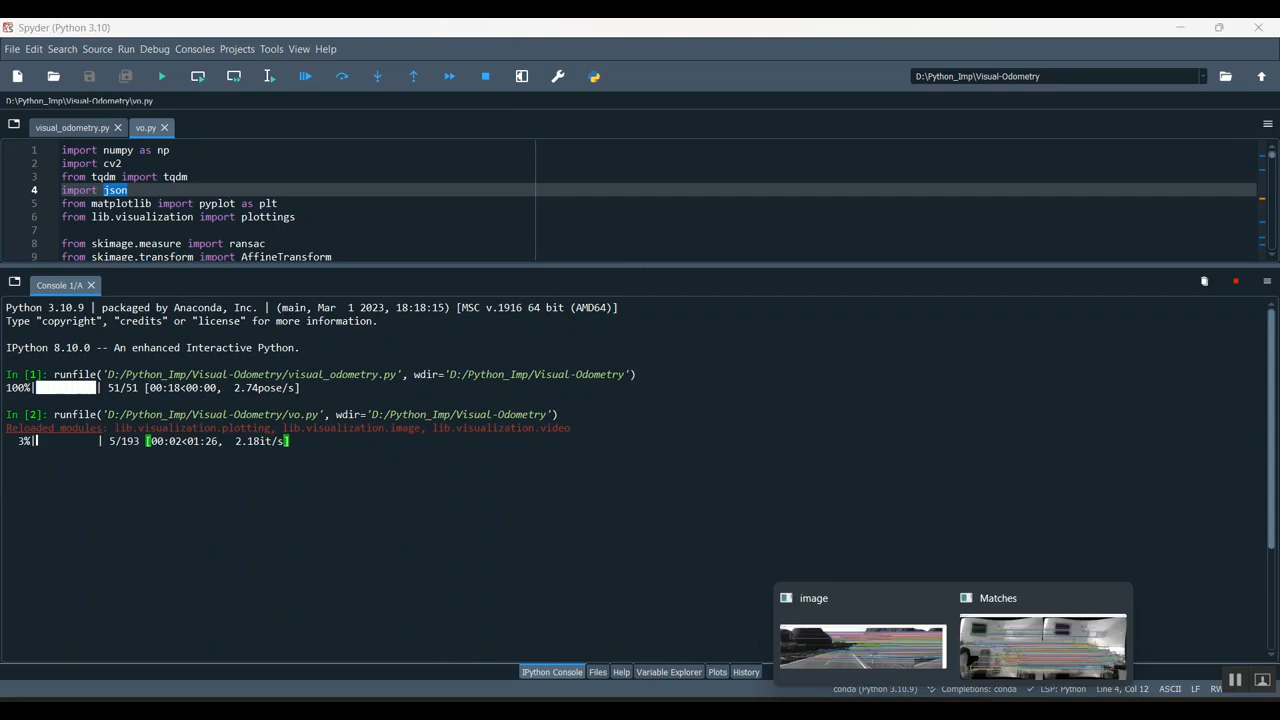 Spyder (Python 3.10)
File Edit Search Source Run Debug Consoles Projects Tools View Help
D:\Python_Imp\Visual-Odometry
D:\Python_Imp\Visual-Odometry\vo.py
visual_odometry.py vo.py
1 import numpy as np
2 import cv2
3 from tqdm import tqdm
4 import json
5 from matplotlib import pyplot as plt
6 from lib.visualization import plottings
7
8 from skimage.measure import ransac
9 from skimage.transform import AffineTransform
Console 1/A
Python 3.10.9 | packaged by Anaconda, Inc. | (main, Mar 1 2023, 18:18:15) [MSC v.1916 64 bit (AMD64)]
Type "copyright", "credits" or "license" for more information.
IPython 8.10.0 -- An enhanced Interactive Python.
In [1]: runfile('D:/Python_Imp/Visual-Odometry/visual_odometry.py', wdir='D:/Python_Imp/Visual-Odometry')
100%| | 51/51 [00:18<00:00, 2.74pose/s]
In [2]: runfile('D:/Python_Imp/Visual-Odometry/vo.py', wdir='D:/Python_Imp/Visual-Odometry')
Reloaded modules: lib.visualization.plotting, lib.visualization.image, lib.visualization.video
3%| | 5/193 [00:02<01:26, 2.18it/s]
image Matches
IPython Console Files Help Variable Explorer Plots History
conda (Python 3.10.9) Completions: conda LSP: Python Line 4, Col 12 ASCII LF RW